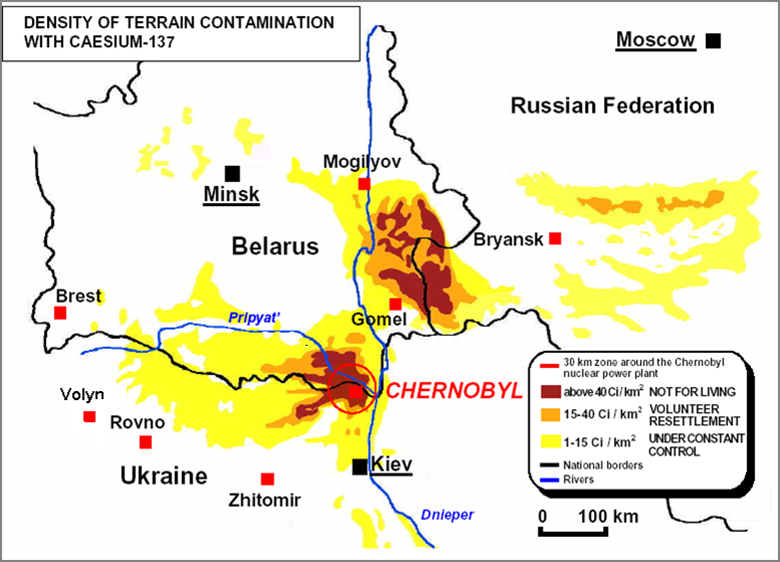 DENSITY OF TERRAIN CONTAMINATION
WITH CAESIUM-137
Moscow
Russian Federation
Mogilyov
Minsk
Belarus
Bryansk
Brest
Pripyat'
Gomel
CHERNOBYL
Volyn
Rovno
Ukraine
Kiev
Zhitomir
Dnieper
30 km zone around the Chernobyl
nuclear power plant
above 40 Ci/km² NOT FOR LIVING
15-40 Ci / km² VOLUNTEER
RESETTLEMENT
1-15 Ci / km² UNDER CONSTANT
CONTROL
National borders
Rivers
0 100 km